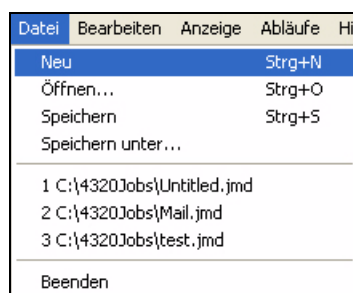 Datei Bearbeiten Anzeige Abläufe Hi
Neu Strg+N
Öffnen... Strg+O
Speichern Strg+S
Speichern unter...
1 C:\4320Jobs\Untitled.jmd
2 C:\4320Jobs\Mail.jmd
3 C:\4320Jobs\test.jmd
Beenden